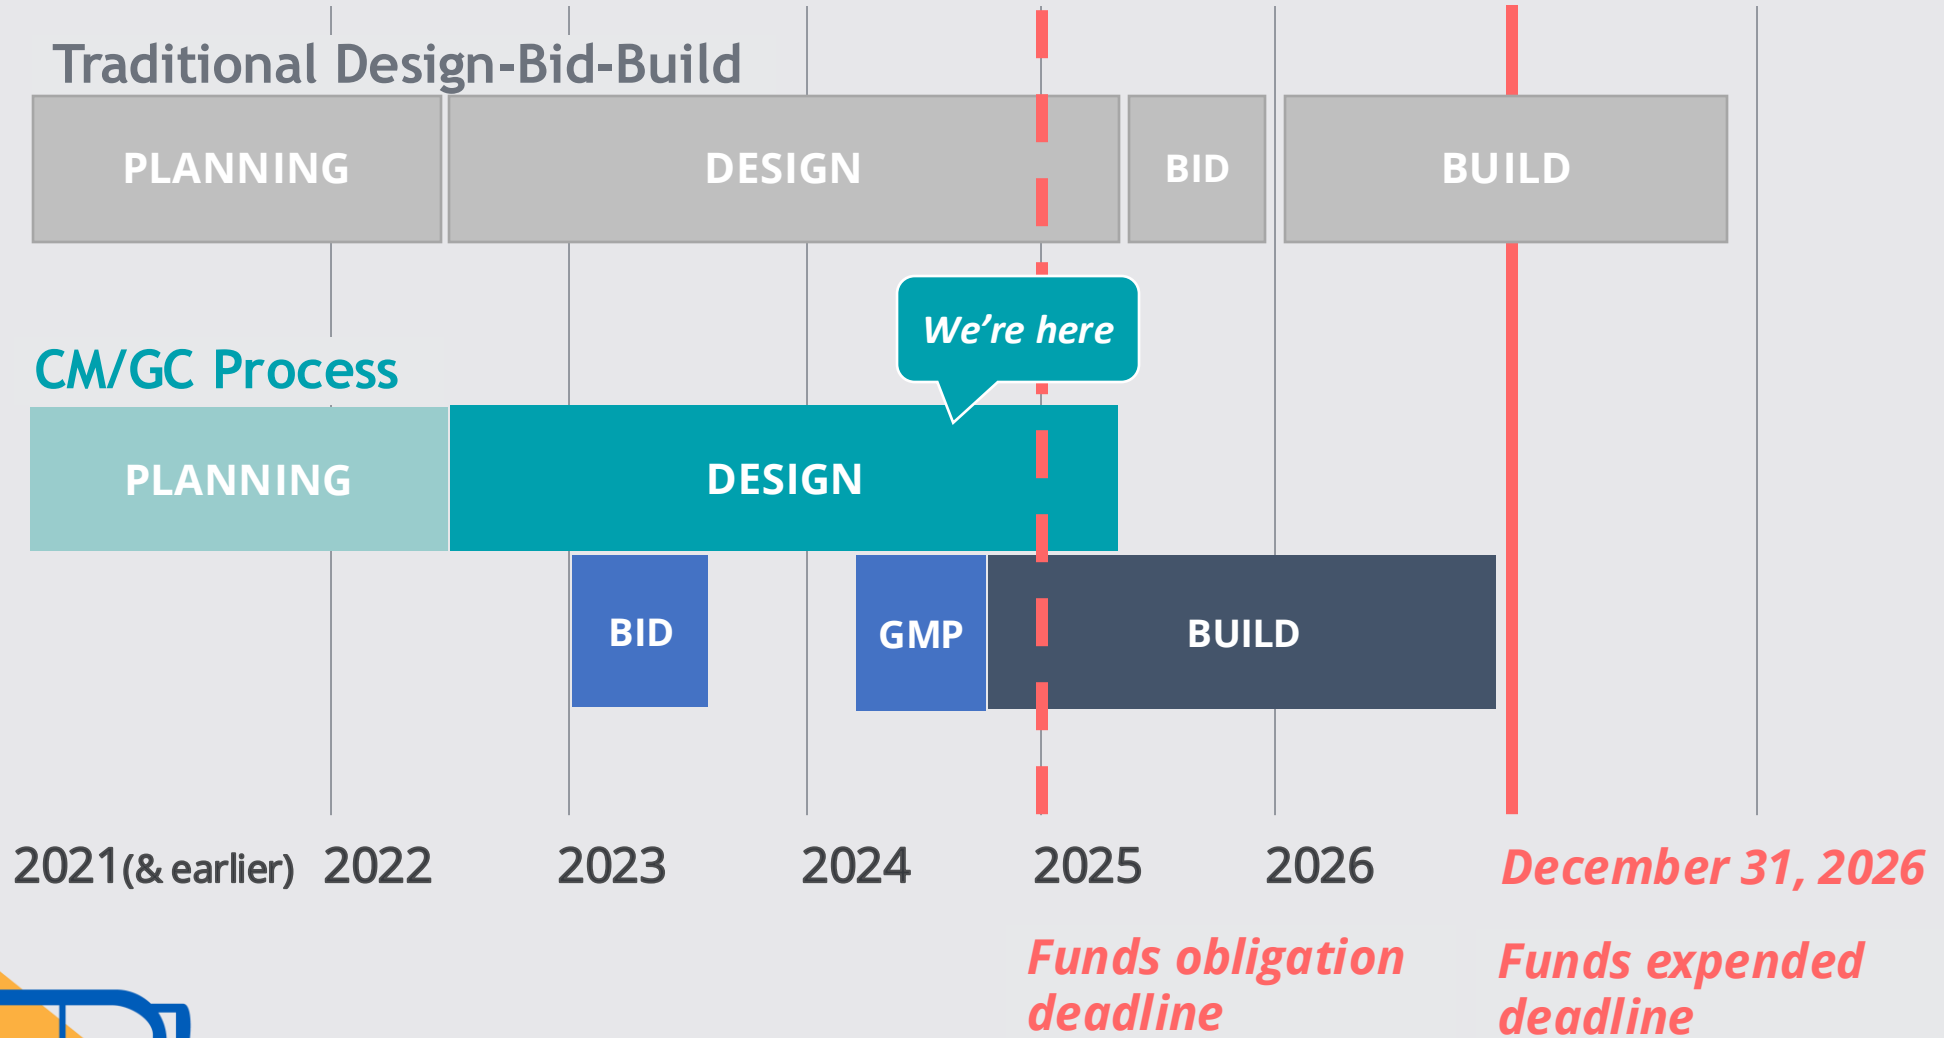 Traditional Design-Bid-Build
PLANNING
DESIGN
BID
BUILD
We're here
CM/GC Process
PLANNING
DESIGN
BID
GMP
BUILD
2021(& earlier)
2022
2023
2024
2025
2026
December 31, 2026
Funds obligation
deadline
Funds expended
deadline